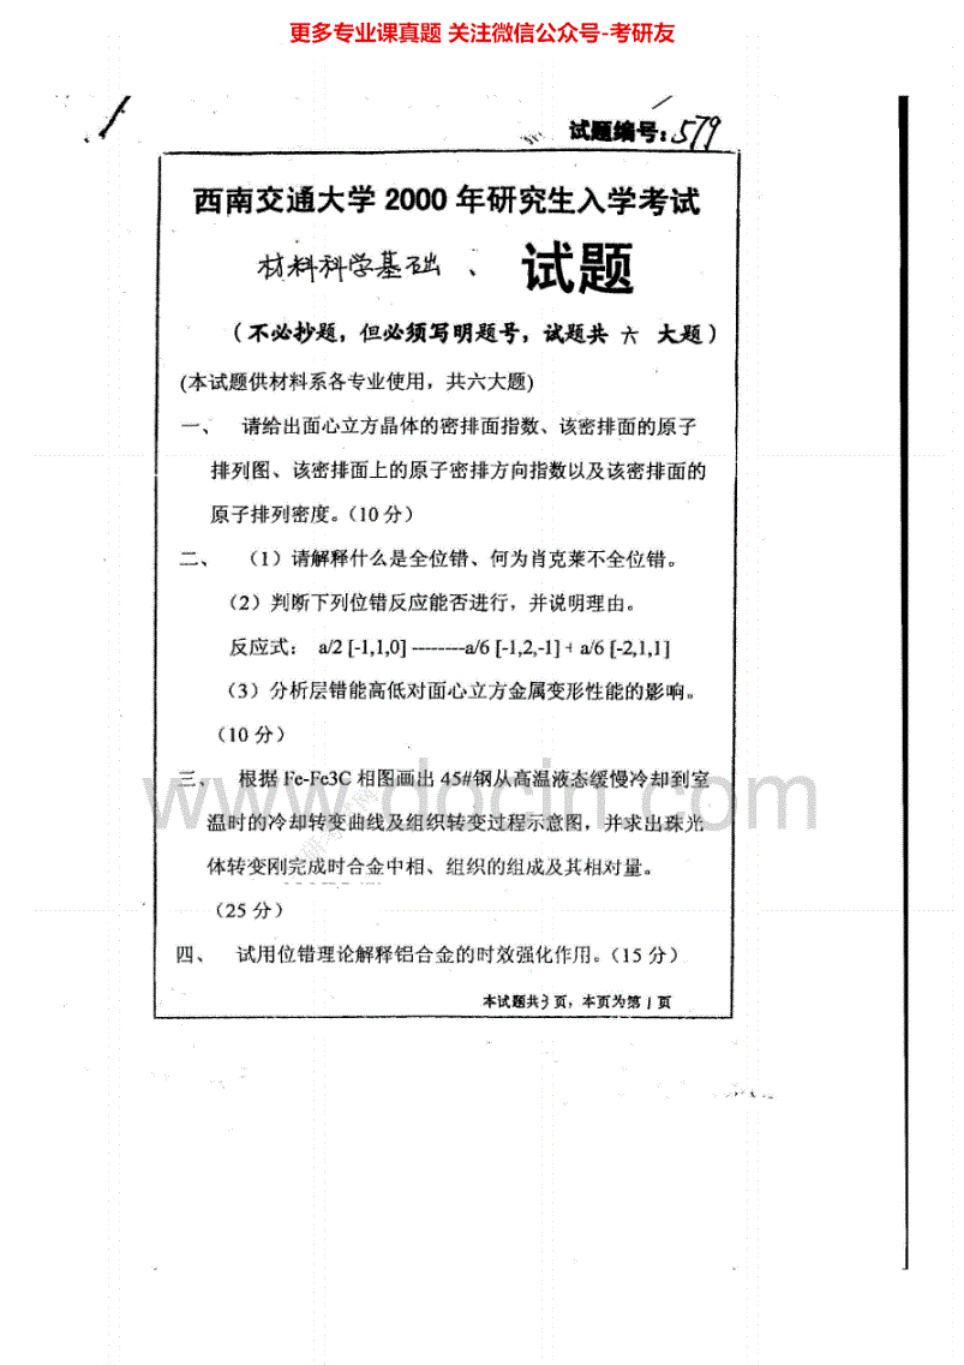 更多专业课真题 关注微信公众号-考研友
试题编号：579
西南交通大学 2000 年研究生入学考试
材料科学基础、 试题
（不必抄题，但必须写明题号，试题共 六 大题）
(本试题供材料系各专业使用，共六大题)
一、 请给出面心立方晶体的密排面指数、该密排面的原子
排列图、该密排面上的原子密排方向指数以及该密排面的
原子排列密度。（10 分）
二、 （1）请解释什么是全位错、何为肖克莱不全位错。
（2）判断下列位错反应能否进行，并说明理由。
反应式： a/2 [-1,1,0] --------a/6 [-1,2,-1] + a/6 [-2,1,1]
（3）分析层错能高低对面心立方金属变形性能的影响。
（10 分）
三、 根据 Fe-Fe3C 相图画出 45#钢从高温液态缓慢冷却到室
温时的冷却转变曲线及组织转变过程示意图，并求出珠光
体转变刚完成时合金中相、组织的组成及其相对量。
（25 分）
四、 试用位错理论解释铝合金的时效强化作用。（15 分）
本试题共3页，本页为第1页
www.docin.com